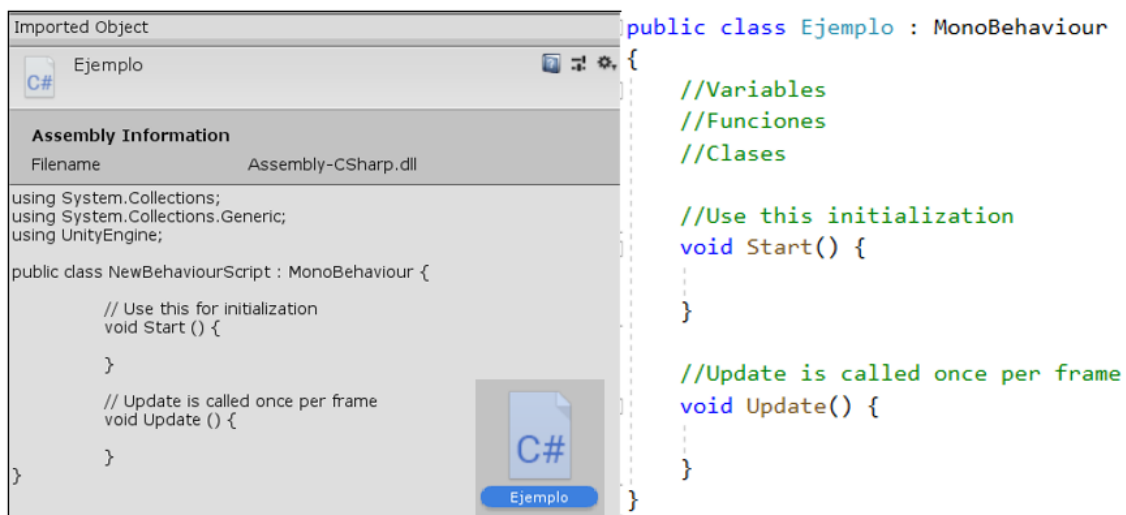 Imported Object
C#
Ejemplo
Assembly Information
Filename Assembly-CSharp.dll
using System.Collections;
using System.Collections.Generic;
using UnityEngine;
public class NewBehaviourScript : MonoBehaviour {
// Use this for initialization
void Start () {
}
// Update is called once per frame
void Update () {
}
}
C#
Ejemplo
public class Ejemplo : MonoBehaviour
{
//Variables
//Funciones
//Clases
//Use this initialization
void Start() {
}
//Update is called once per frame
void Update() {
}
}